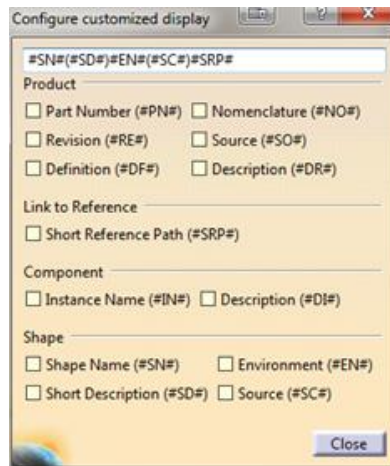 Configure customized display
#SN#(#SD#)#EN#(#SC#)#SRP#
Product
Part Number (#PN#) Nomenclature (#NO#)
Revision (#RE#) Source (#SO#)
Definition (#DF#) Description (#DR#)
Link to Reference
Short Reference Path (#SRP#)
Component
Instance Name (#IN#) Description (#DI#)
Shape
Shape Name (#SN#) Environment (#EN#)
Short Description (#SD#) Source (#SC#)
Close